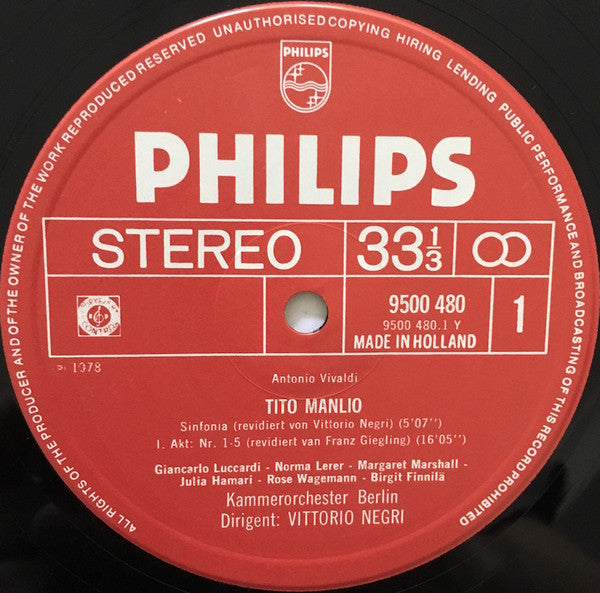 ALL RIGHTS OF THE PRODUCER AND OF THE OWNER OF THE WORK REPRODUCED RESERVED UNAUTHORISED COPYING HIRING LENDING PUBLIC PERFORMANCE AND BROADCASTING OF THIS RECORD PROHIBITED
PHILIPS
PHILIPS
STEREO
33 1/3
9500 480
9500 480.1 Y
MADE IN HOLLAND
1
1978
Antonio Vivaldi
TITO MANLIO
Sinfonia (revidiert von Vittorio Negri) (5'07'')
I. Akt: Nr. 1-5 (revidiert van Franz Giegling) (16'05'')
Giancarlo Luccardi - Norma Lerer - Margaret Marshall -
Julia Hamari - Rose Wagemann - Birgit Finnilä
Kammerorchester Berlin
Dirigent: VITTORIO NEGRI